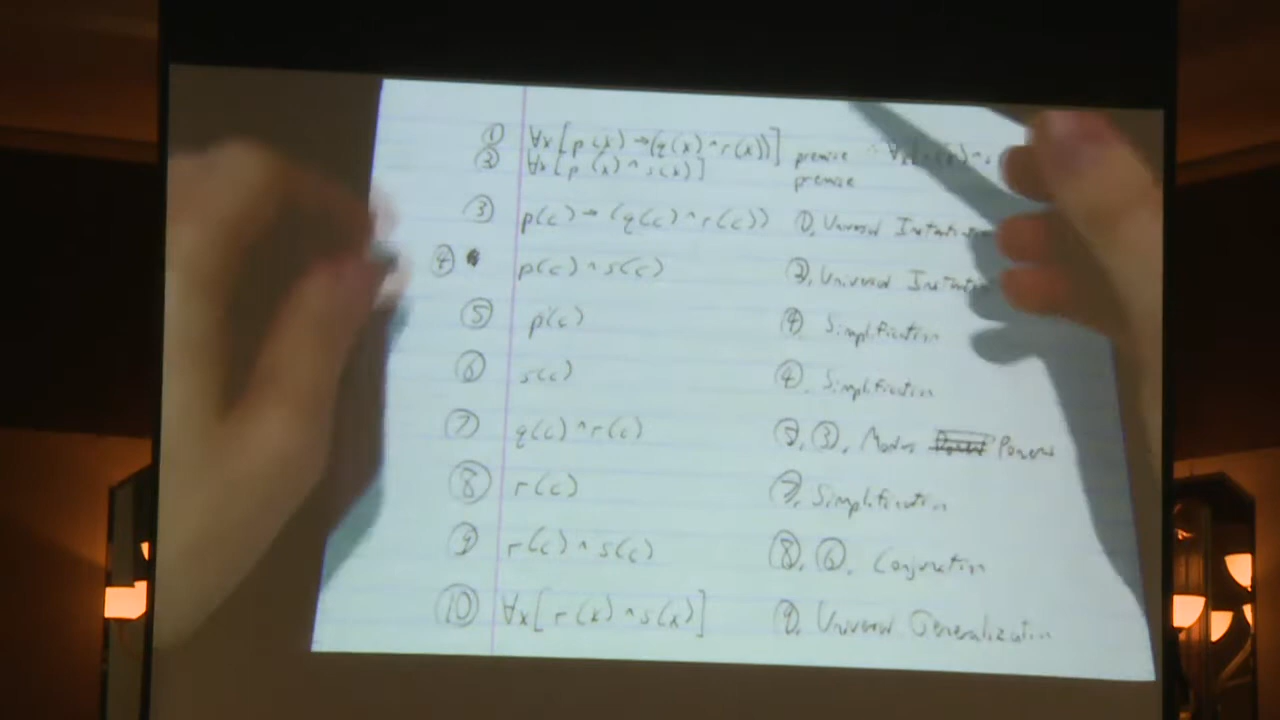 ① ∀x[p(x) → (q(x) ^ r(x))] premise
② ∀x[p(x) ^ s(x)] premise
③ p(c) → (q(c) ^ r(c)) ①, Universal
④ p(c) ^ s(c) ②, Universal
⑤ p(c) ④ Simplification
⑥ s(c) ④, Simplification
⑦ q(c) ^ r(c) ⑤, ③, Modus Ponens
⑧ r(c) ⑦, Simplification
⑨ r(c) ^ s(c) ⑧, ⑥, Conjunction
⑩ ∀x[r(x) ^ s(x)] ⑨, Universal Generalization